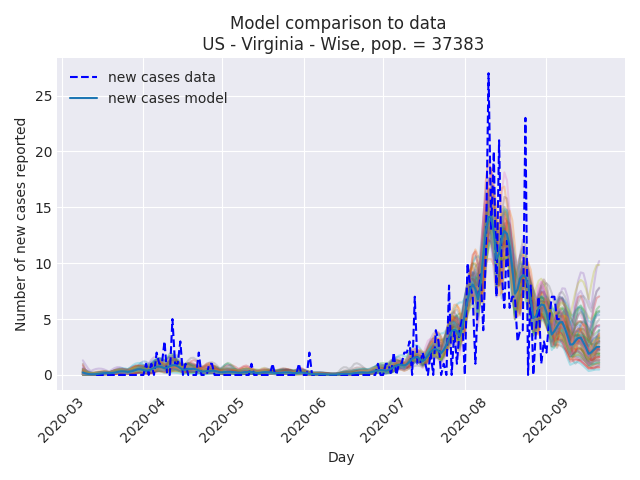 Model comparison to data
US - Virginia - Wise, pop. = 37383
new cases data
new cases model
Number of new cases reported
25
20
15
10
5
0
2020-03
2020-04
2020-05
2020-06
2020-07
2020-08
2020-09
Day